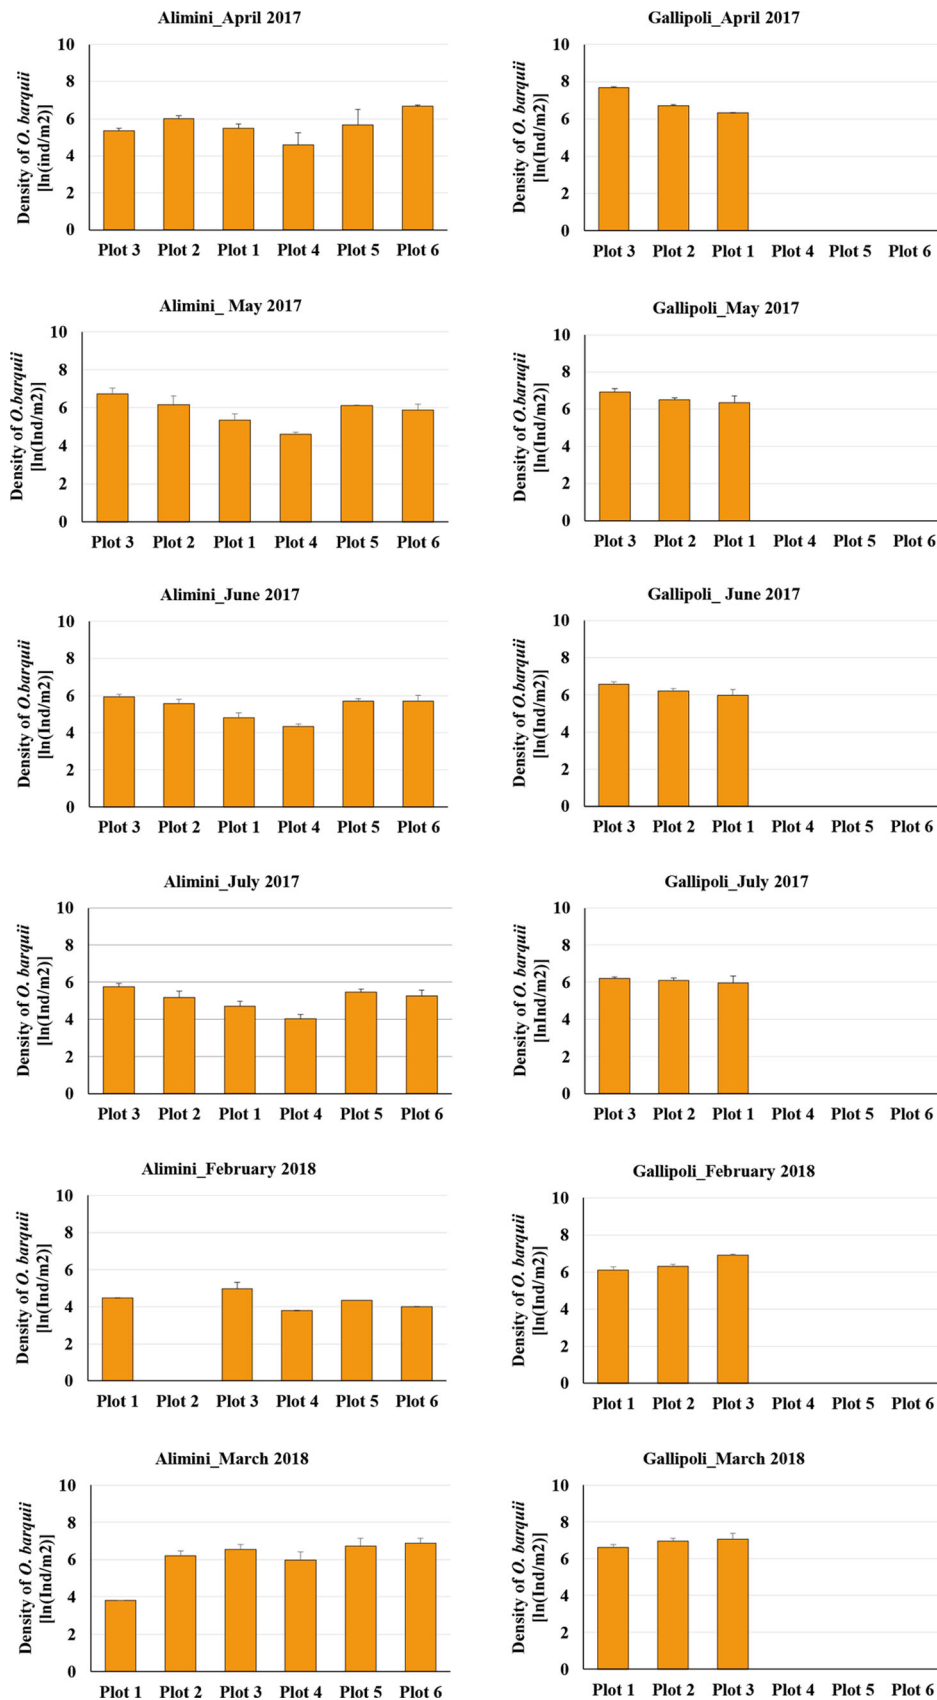 Alimini_April 2017
Density of O. barquii
[ln(ind/m2)]
10
8
6
4
2
0
Plot 3 Plot 2 Plot 1 Plot 4 Plot 5 Plot 6
Gallipoli_April 2017
Density of O. barquii
[ln(Ind/m2)]
10
8
6
4
2
0
Plot 3 Plot 2 Plot 1 Plot 4 Plot 5 Plot 6
Alimini_ May 2017
Density of O.barquii
[ln(Ind/m2)]
10
8
6
4
2
0
Plot 3 Plot 2 Plot 1 Plot 4 Plot 5 Plot 6
Gallipoli_May 2017
Density of O.baruqii
[ln(Ind/m2)]
10
8
6
4
2
0
Plot 3 Plot 2 Plot 1 Plot 4 Plot 5 Plot 6
Alimini_June 2017
Density of O.barquii
[ln(Ind/m2)]
10
8
6
4
2
0
Plot 3 Plot 2 Plot 1 Plot 4 Plot 5 Plot 6
Gallipoli_ June 2017
Density of O.barquii
[ln(Ind/m2)]
10
8
6
4
2
0
Plot 3 Plot 2 Plot 1 Plot 4 Plot 5 Plot 6
Alimini_July 2017
Density of O. barquii
[ln(Ind/m2)]
10
8
6
4
2
0
Plot 3 Plot 2 Plot 1 Plot 4 Plot 5 Plot 6
Gallipoli_July 2017
Density of O. barquii
[lnInd/m2)]
10
8
6
4
2
0
Plot 3 Plot 2 Plot 1 Plot 4 Plot 5 Plot 6
Alimini_February 2018
Density of O. barquii
[ln(Ind/m2)]
10
8
6
4
2
0
Plot 1 Plot 2 Plot 3 Plot 4 Plot 5 Plot 6
Gallipoli_February 2018
Density of O. barquii
[ln(Ind/m2)]
10
8
6
4
2
0
Plot 1 Plot 2 Plot 3 Plot 4 Plot 5 Plot 6
Alimini_March 2018
Density of O. barquii
[ln(Ind/m2)]
10
8
6
4
2
0
Plot 1 Plot 2 Plot 3 Plot 4 Plot 5 Plot 6
Gallipoli_March 2018
Density of O. barquii
[ln(Ind/m2)]
10
8
6
4
2
0
Plot 1 Plot 2 Plot 3 Plot 4 Plot 5 Plot 6